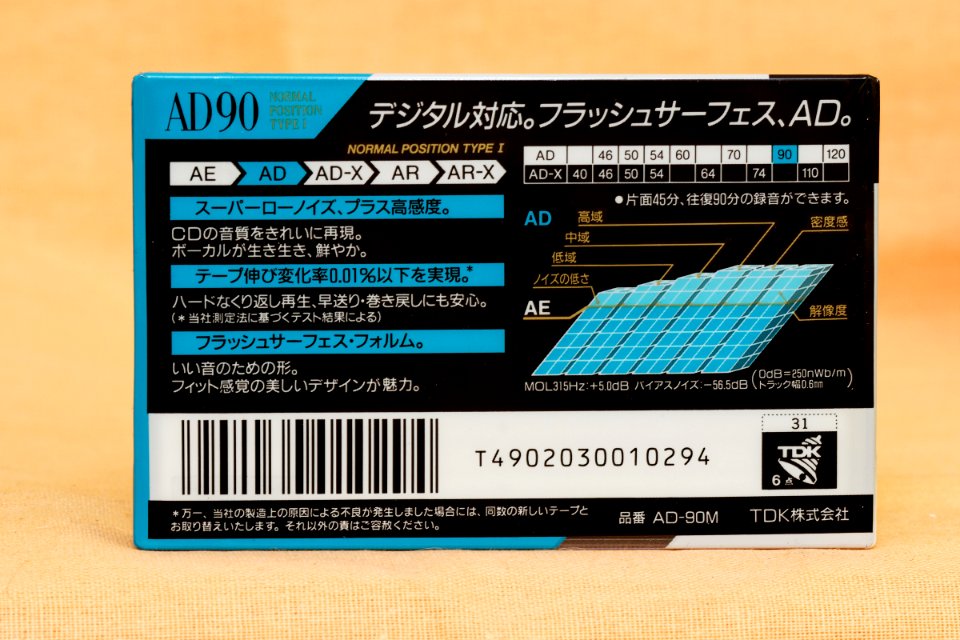 AD90
NORMAL
POSITION
TYPE I
デジタル対応。フラッシュサーフェス、AD。
NORMAL POSITION TYPE I
AE AD AD-X AR AR-X
AD 46 50 54 60 70 90 120
AD-X 40 46 50 54 64 74 110
●片面45分、往復90分の録音ができます。
スーパーローノイズ、プラス高感度。
CDの音質をきれいに再現。
ボーカルが生き生き、鮮やか。
テープ伸び変化率0.01%以下を実現。*
ハードなくり返し再生、早送り・巻き戻しにも安心。
(*当社測定法に基づくテスト結果による)
フラッシュサーフェス・フォルム。
いい音のための形。
フィット感覚の美しいデザインが魅力。
AD
高域
中域
低域
ノイズの低さ
AE
密度感
解像度
MOL315Hz:+5.0dB バイアスノイズ:-56.5dB (0dB=250nWb/m
トラック幅0.6mm)
T4902030010294
31
TDK
6点
*万一、当社の製造上の原因による不良が発生しました場合には、同数の新しいテープと
お取り替えいたします。それ以外の責はご容赦ください。
品番 AD-90M TDK株式会社